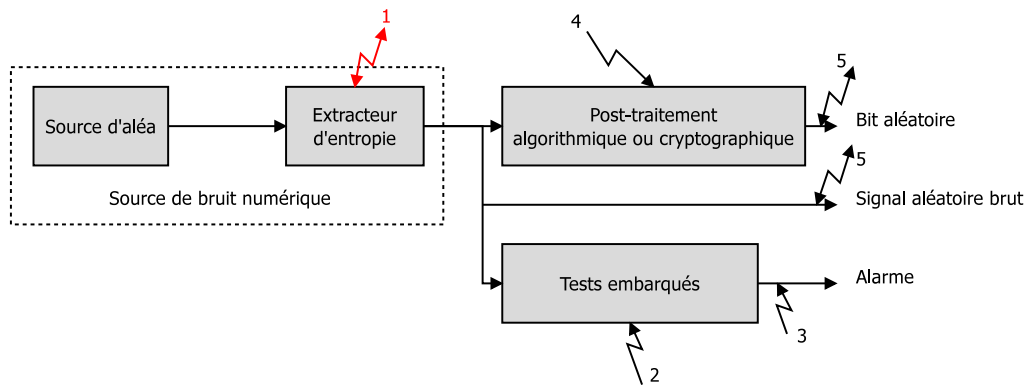 1
4
5
Source d'aléa
Extracteur
d'entropie
Post-traitement
algorithmique ou cryptographique
Bit aléatoire
5
Source de bruit numérique
Signal aléatoire brut
Tests embarqués
Alarme
3
2